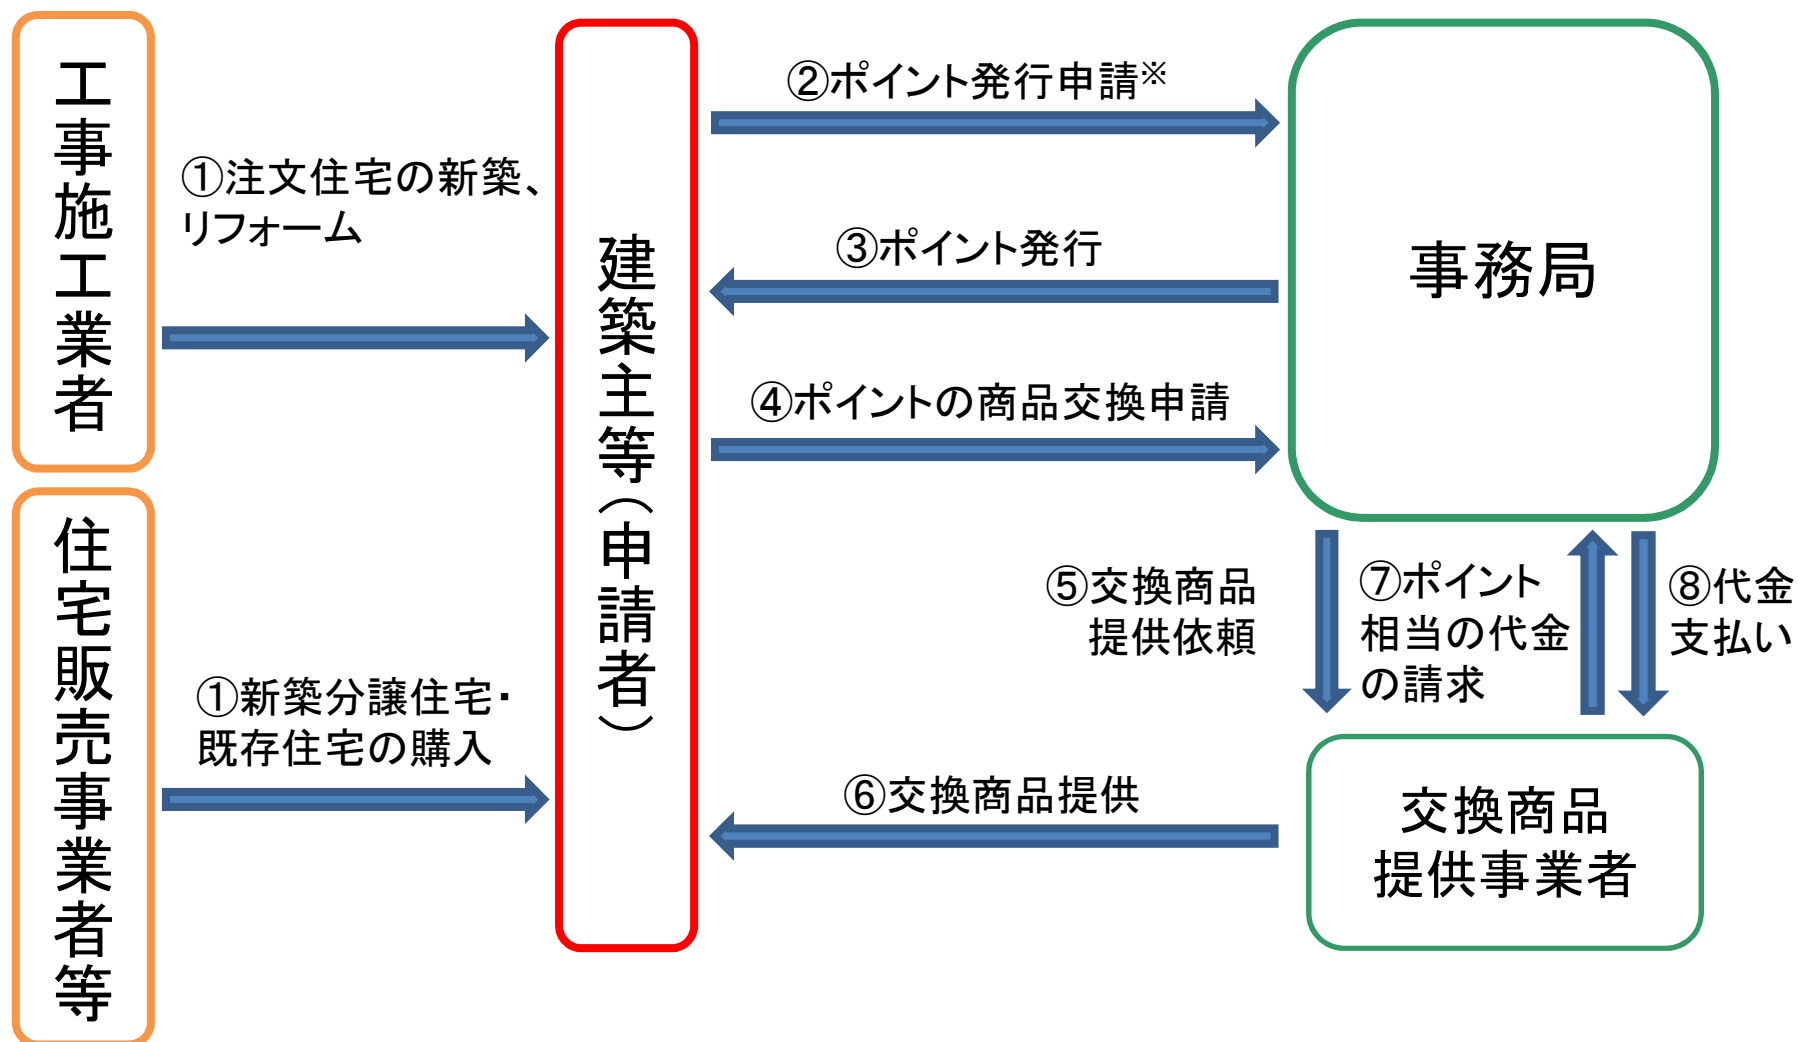 工事施工業者
①注文住宅の新築、
リフォーム
住宅販売事業者等
①新築分譲住宅・
既存住宅の購入
建築主等(申請者)
②ポイント発行申請※
③ポイント発行
④ポイントの商品交換申請
事務局
⑤交換商品
提供依頼
⑦ポイント
相当の代金
の請求
⑧代金
支払い
⑥交換商品提供
交換商品
提供事業者